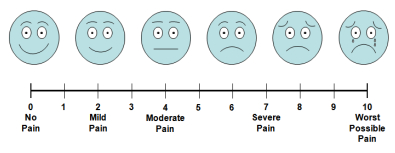 0 1 2 3 4 5 6 7 8 9 10
No Mild Moderate Severe Worst
Pain Pain Pain Pain Possible
Pain